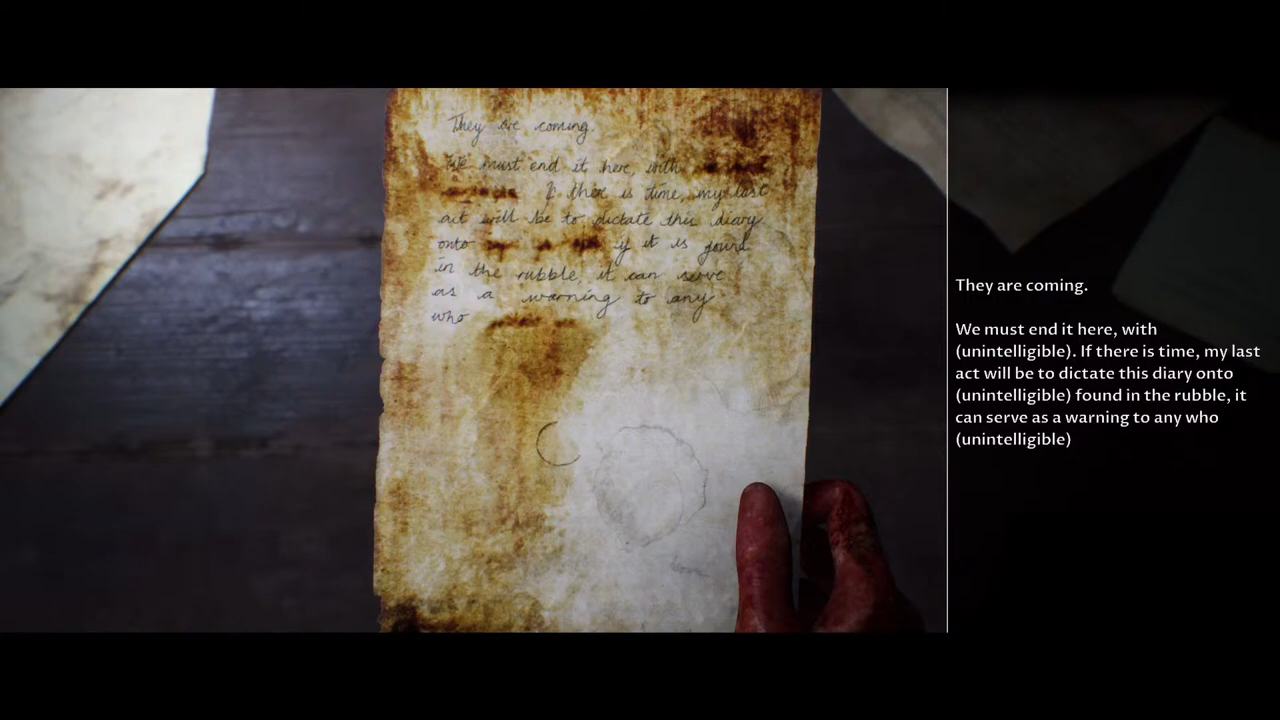 They are coming.
We must end it here, with
If there is time, my last
act will be to dictate this diary
onto if it is found
in the rubble, it can serve
as a warning to any
who
They are coming.
We must end it here, with
(unintelligible). If there is time, my last
act will be to dictate this diary onto
(unintelligible) found in the rubble, it
can serve as a warning to any who
(unintelligible)